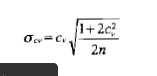 σ_cv = c_v √((1 + 2c_v²) / 2n)